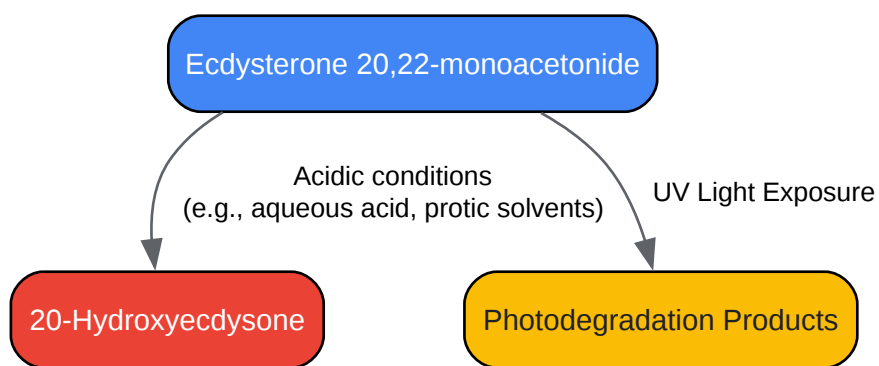 Ecdysterone 20,22-monoacetonide
Acidic conditions
(e.g., aqueous acid, protic solvents)
UV Light Exposure
20-Hydroxyecdysone
Photodegradation Products